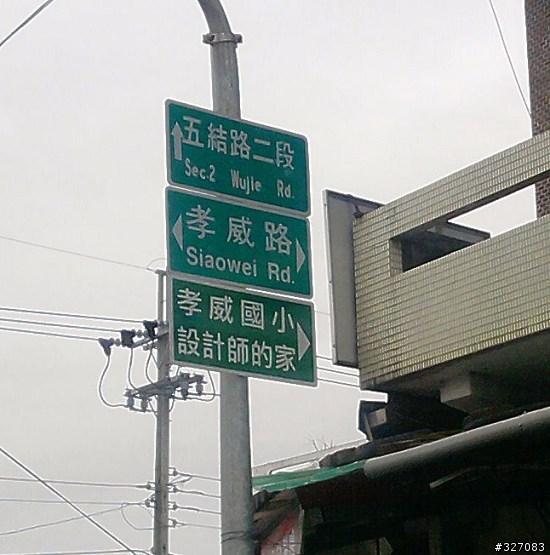 五結路二段
Sec.2 Wujie Rd.
孝威路
Siaowei Rd.
孝威國小
設計師的家
#327083